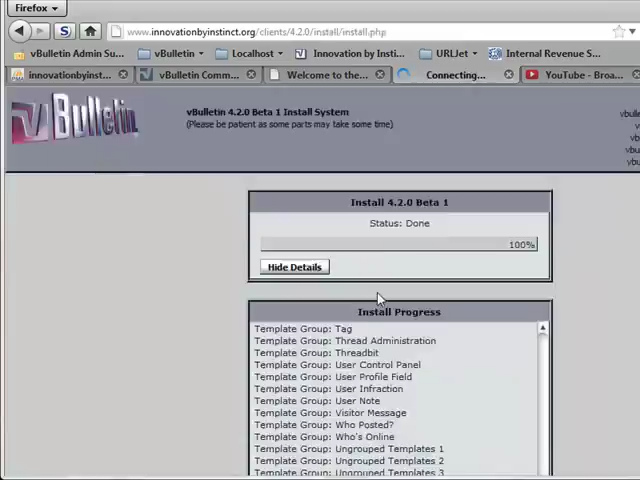 Firefox
www.innovationbyinstinct.org/clients/4.2.0/install/install.php
vBulletin Admin Su... vBulletin Localhost Innovation by Insti... URLJet Internal Revenue S...
innovationbyinst... vBulletin Comm... Welcome to the... Connecting... YouTube - Broa...
vBulletin
vBulletin 4.2.0 Beta 1 Install System
(Please be patient as some parts may take some time)
Install 4.2.0 Beta 1
Status: Done
100%
Hide Details
Install Progress
Template Group: Tag
Template Group: Thread Administration
Template Group: Threadbit
Template Group: User Control Panel
Template Group: User Profile Field
Template Group: User Infraction
Template Group: User Note
Template Group: Visitor Message
Template Group: Who Posted?
Template Group: Who's Online
Template Group: Ungrouped Templates 1
Template Group: Ungrouped Templates 2
Template Group: Ungrouped Templates 3